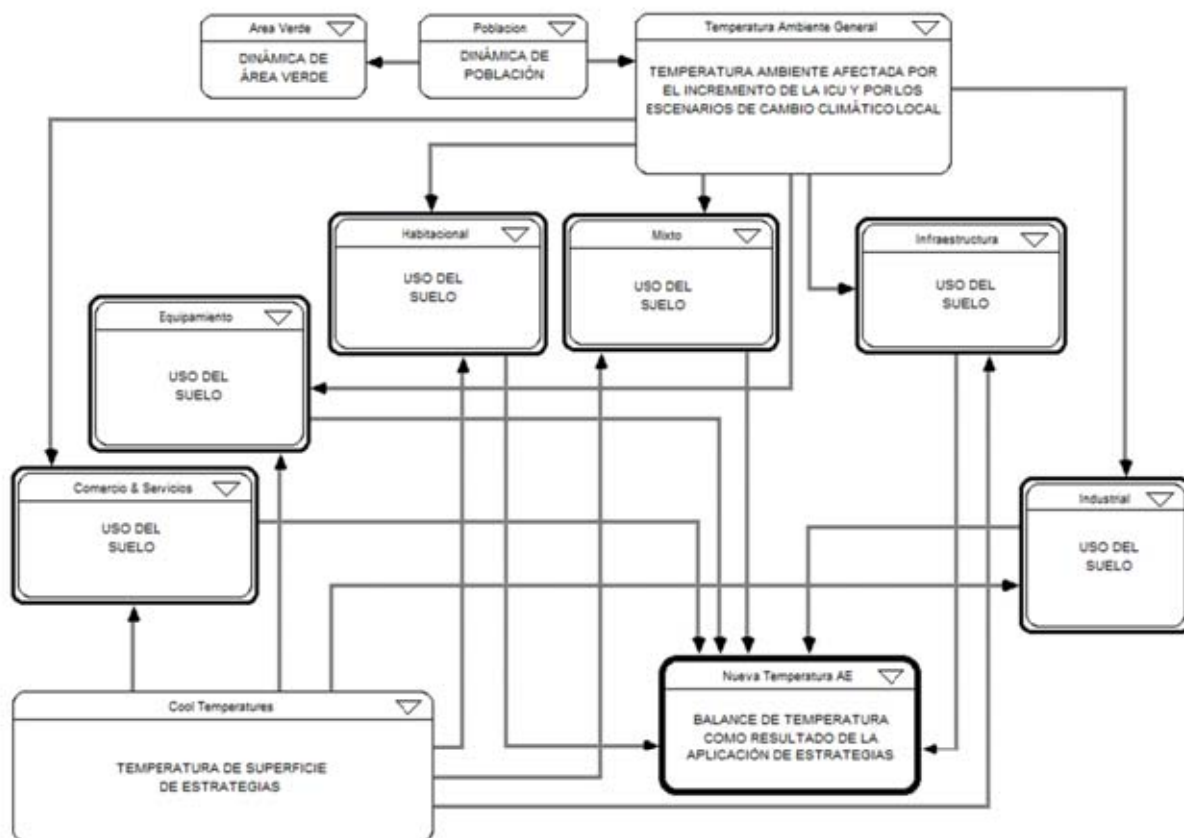 Area Verde
DINÁMICA DE
ÁREA VERDE
Poblacion
DINÁMICA DE
POBLACIÓN
Temperatura Ambiente General
TEMPERATURA AMBIENTE AFECTADA POR
EL INCREMENTO DE LA ICU Y POR LOS
ESCENARIOS DE CAMBIO CLIMÁTICO LOCAL
Habitacional
USO DEL
SUELO
Mixto
USO DEL
SUELO
Infraestructura
USO DEL
SUELO
Equipamiento
USO DEL
SUELO
Comercio & Servicios
USO DEL
SUELO
Industrial
USO DEL
SUELO
Nueva Temperatura AE
BALANCE DE TEMPERATURA
COMO RESULTADO DE LA
APLICACIÓN DE ESTRATEGIAS
Cool Temperatures
TEMPERATURA DE SUPERFICIE
DE ESTRATEGIAS